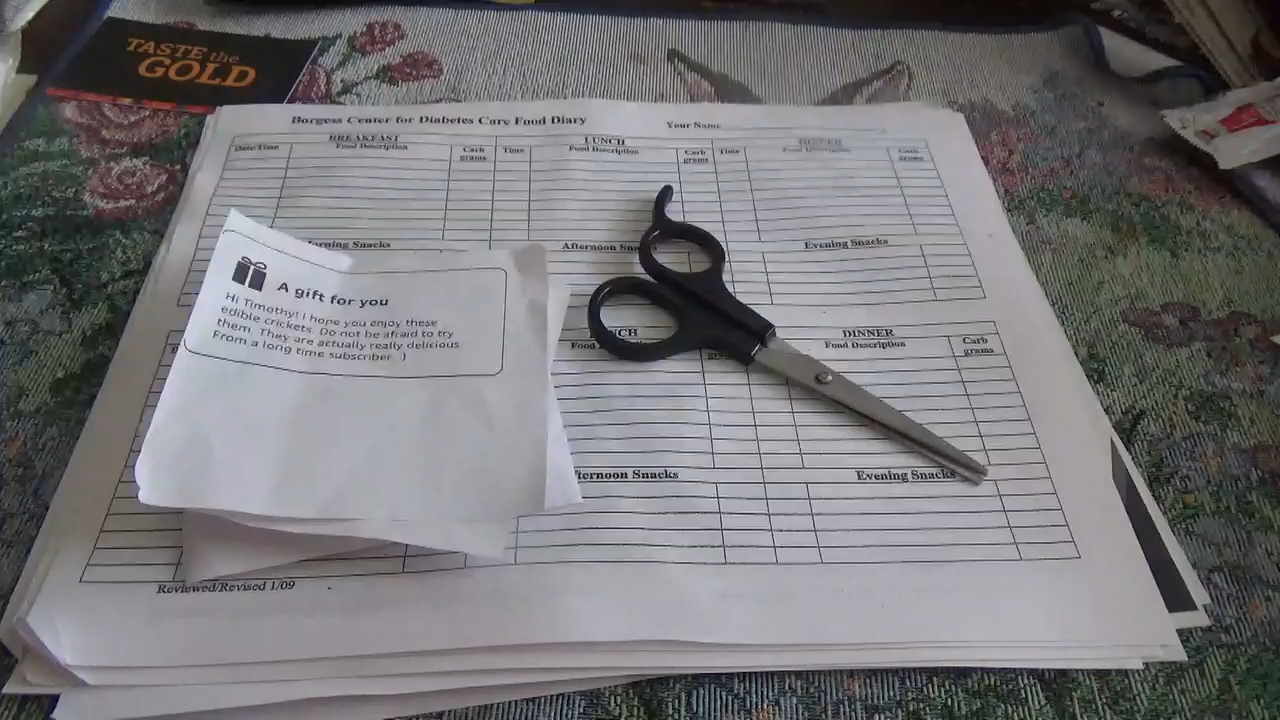 TASTE the
GOLD
Borgess Center for Diabetes Care Food Diary
Your Name
BREAKFAST
LUNCH
DINNER
Date/Time
Food Description
Carb
grams
Time
Food Description
Carb
grams
Time
Food Description
Carb
grams
Morning Snacks
Afternoon Snacks
Evening Snacks
A gift for you
Hi Timothy! I hope you enjoy these
edible crickets. Do not be afraid to try
them. They are actually really delicious
From a long time subscriber :)
DINNER
Food Description
Food Description
Carb
grams
ternoon Snacks
Evening Snacks
Reviewed/Revised 1/09